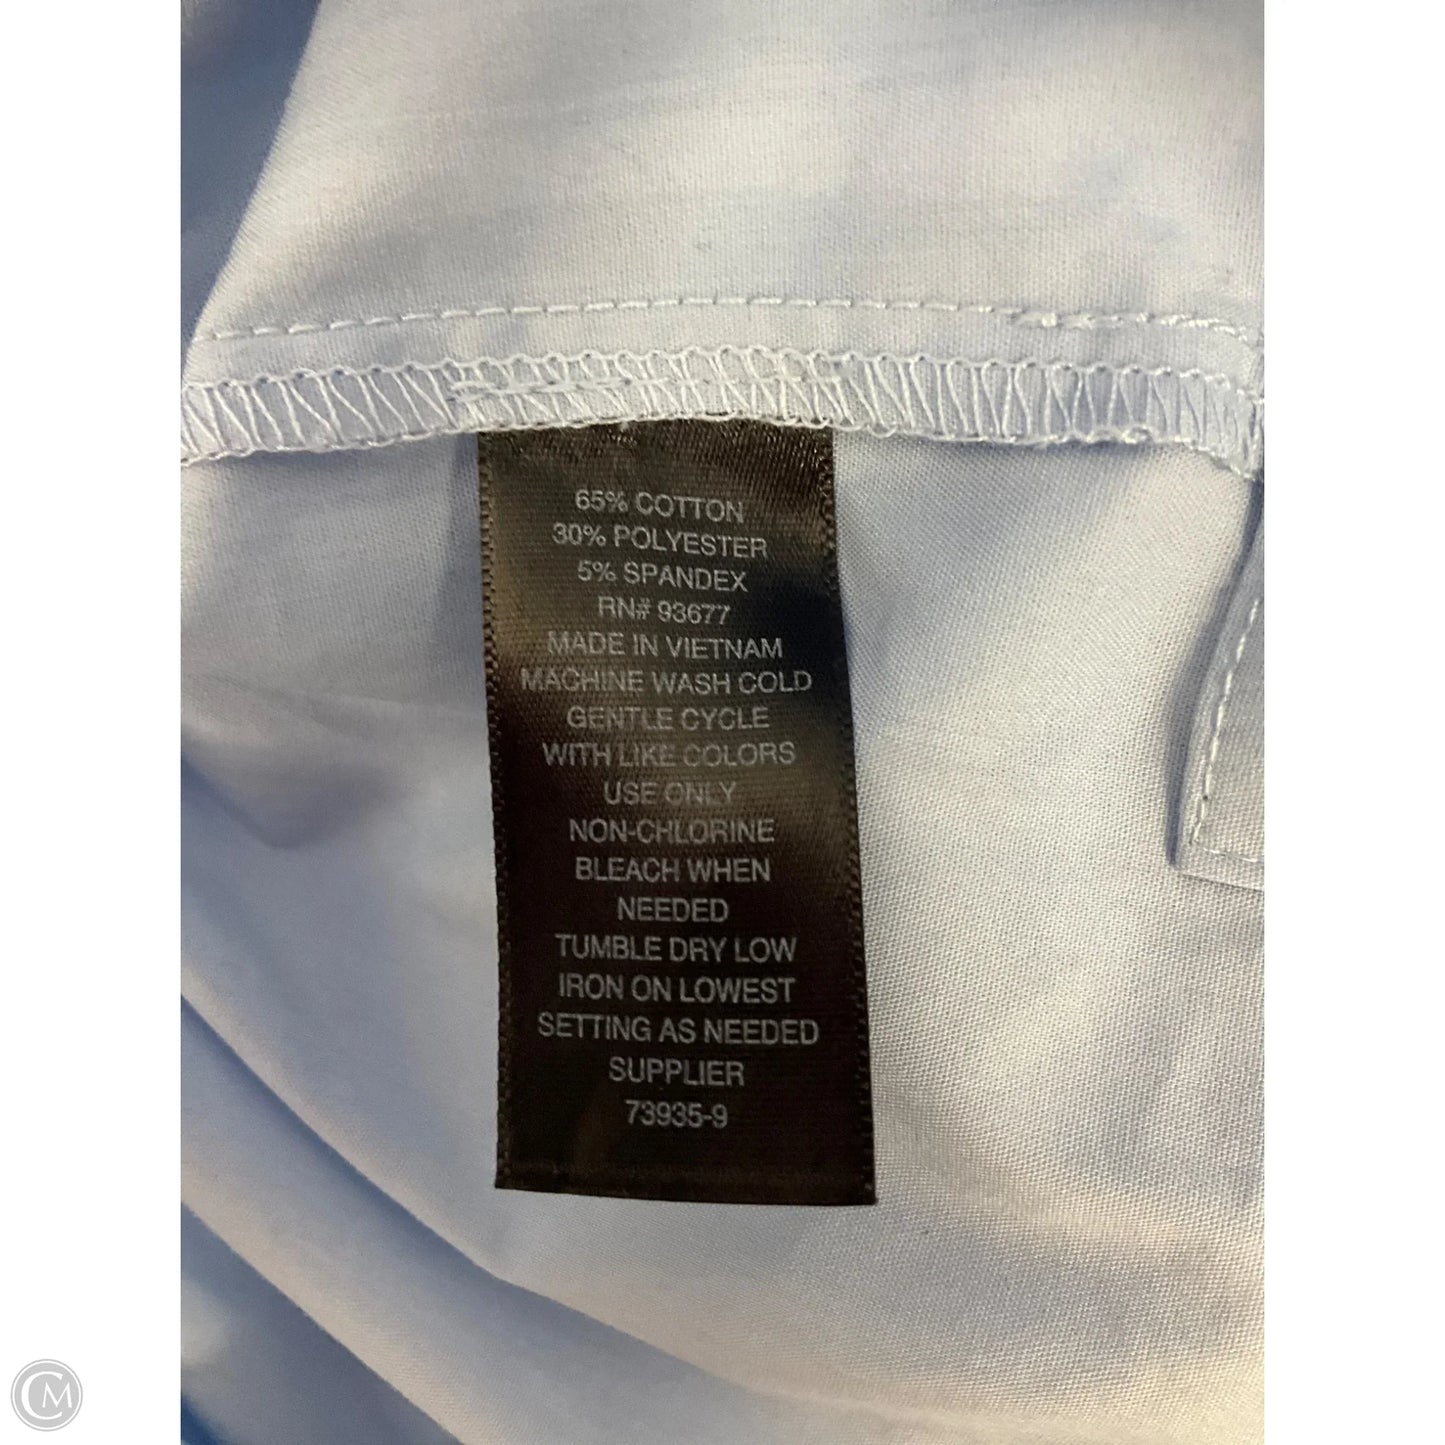 65% COTTON
30% POLYESTER
5% SPANDEX
RN# 93677
MADE IN VIETNAM
MACHINE WASH COLD
GENTLE CYCLE
WITH LIKE COLORS
USE ONLY
NON-CHLORINE
BLEACH WHEN
NEEDED
TUMBLE DRY LOW
IRON ON LOWEST
SETTING AS NEEDED
SUPPLIER
73935-9
CM